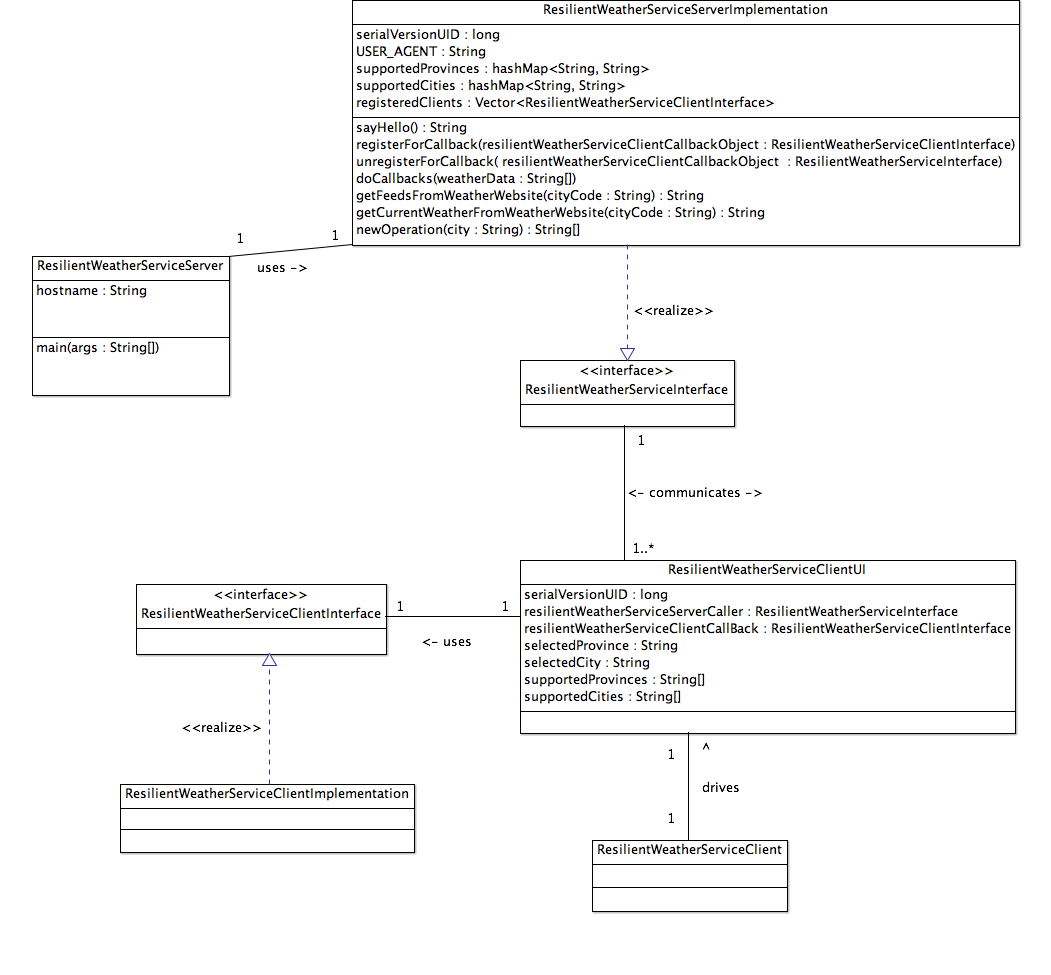 ResilientWeatherServiceServerImplementation
serialVersionUID : long
USER_AGENT : String
supportedProvinces : hashMap<String, String>
supportedCities : hashMap<String, String>
registeredClients : Vector<ResilientWeatherServiceClientInterface>
sayHello() : String
registerForCallback(resilientWeatherServiceClientCallbackObject : ResilientWeatherServiceClientInterface)
unregisterForCallback( resilientWeatherServiceClientCallbackObject  : ResilientWeatherServiceInterface)
doCallbacks(weatherData : String[])
getFeedsFromWeatherWebsite(cityCode : String) : String
getCurrentWeatherFromWeatherWebsite(cityCode : String) : String
newOperation(city : String) : String[]
1
1
uses ->
ResilientWeatherServiceServer
hostname : String
main(args : String[])
<<realize>>
<<interface>>
ResilientWeatherServiceInterface
1
<- communicates ->
1..*
ResilientWeatherServiceClientUI
serialVersionUID : long
resilientWeatherServiceServerCaller : ResilientWeatherServiceInterface
resilientWeatherServiceClientCallBack : ResilientWeatherServiceClientInterface
selectedProvince : String
selectedCity : String
supportedProvinces : String[]
supportedCities : String[]
<<interface>>
ResilientWeatherServiceClientInterface
1
1
<- uses
<<realize>>
ResilientWeatherServiceClientImplementation
1
^
drives
1
ResilientWeatherServiceClient